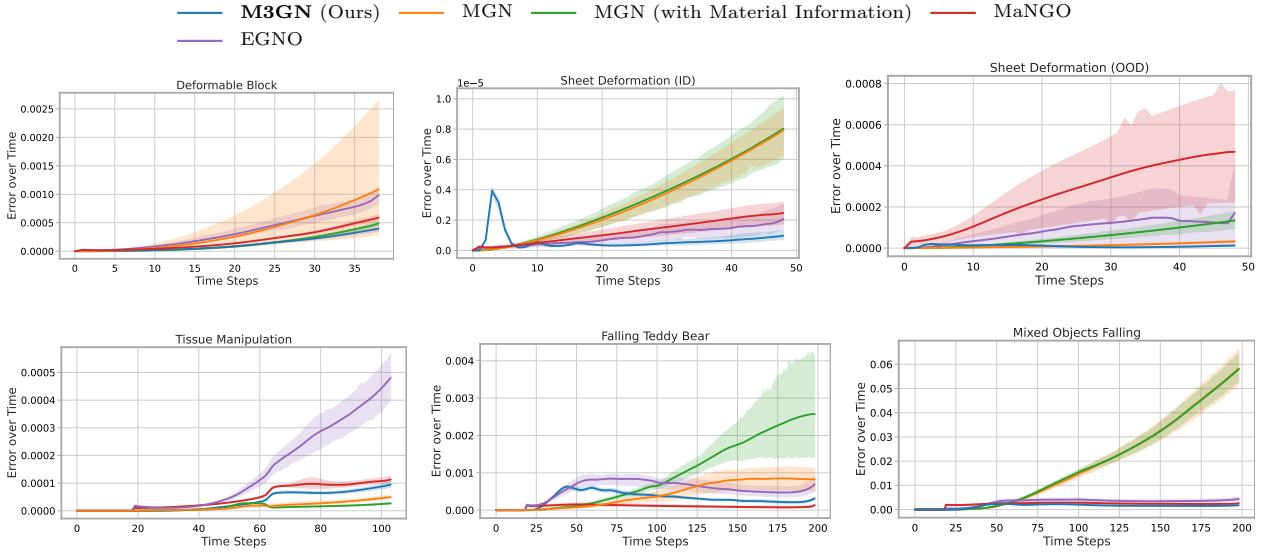 M3GN (Ours) MGN MGN (with Material Information) MaNGO
EGNO
Deformable Block
Error over Time
0.0025
0.0020
0.0015
0.0010
0.0005
0.0000
0 5 10 15 20 25 30 35
Time Steps
Sheet Deformation (ID)
1e−5
Error over Time
1.0
0.8
0.6
0.4
0.2
0.0
0 10 20 30 40 50
Time Steps
Sheet Deformation (OOD)
Error over Time
0.0008
0.0006
0.0004
0.0002
0.0000
0 10 20 30 40 50
Time Steps
Tissue Manipulation
Error over Time
0.0005
0.0004
0.0003
0.0002
0.0001
0.0000
0 20 40 60 80 100
Time Steps
Falling Teddy Bear
Error over Time
0.004
0.003
0.002
0.001
0.000
0 25 50 75 100 125 150 175 200
Time Steps
Mixed Objects Falling
Error over Time
0.06
0.05
0.04
0.03
0.02
0.01
0.00
0 25 50 75 100 125 150 175 200
Time Steps